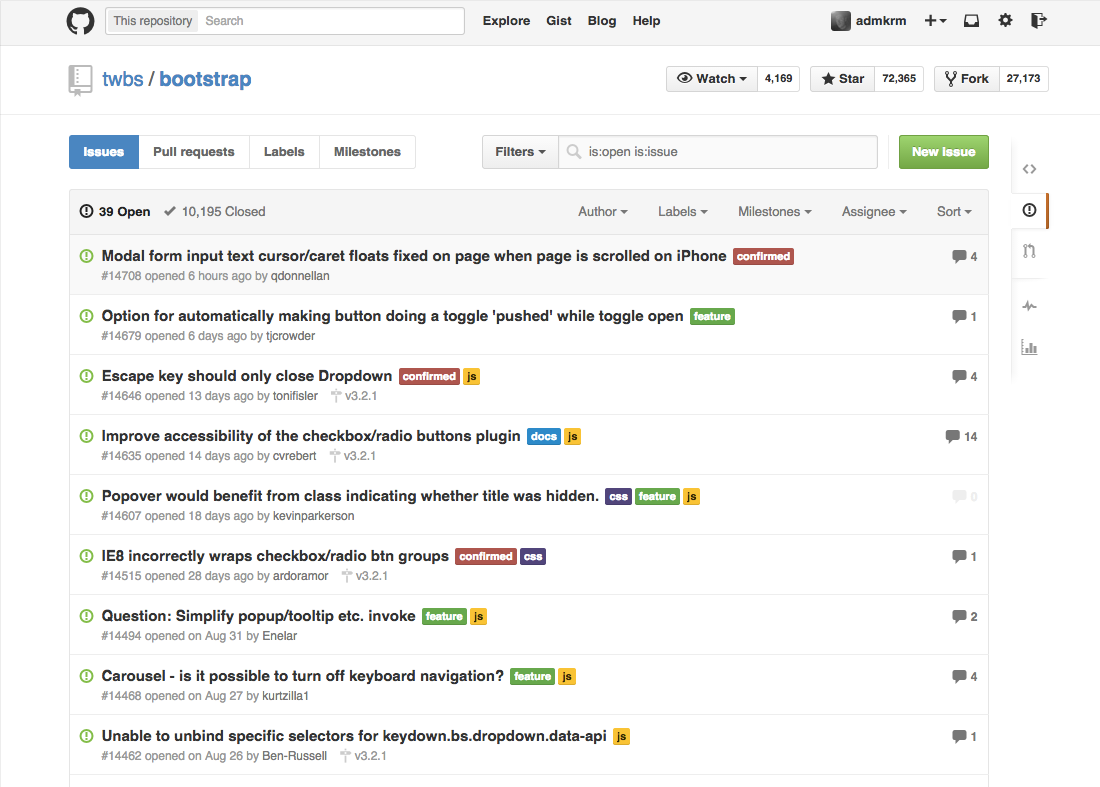 This repository Search Explore Gist Blog Help admkrm
twbs / bootstrap Watch 4,169 Star 72,365 Fork 27,173
Issues Pull requests Labels Milestones Filters is:open is:issue New Issue
39 Open 10,195 Closed Author Labels Milestones Assignee Sort
Modal form input text cursor/caret floats fixed on page when page is scrolled on iPhone confirmed 4
#14708 opened 6 hours ago by qdonnellan
Option for automatically making button doing a toggle 'pushed' while toggle open feature 1
#14679 opened 6 days ago by tjcrowder
Escape key should only close Dropdown confirmed js 4
#14646 opened 13 days ago by tonifisler v3.2.1
Improve accessibility of the checkbox/radio buttons plugin docs js 14
#14635 opened 14 days ago by cvrebert v3.2.1
Popover would benefit from class indicating whether title was hidden. css feature js 0
#14607 opened 18 days ago by kevinparkerson
IE8 incorrectly wraps checkbox/radio btn groups confirmed css 1
#14515 opened 28 days ago by ardoramor v3.2.1
Question: Simplify popup/tooltip etc. invoke feature js 2
#14494 opened on Aug 31 by Enelar
Carousel - is it possible to turn off keyboard navigation? feature js 4
#14468 opened on Aug 27 by kurtzilla1
Unable to unbind specific selectors for keydown.bs.dropdown.data-api js 1
#14462 opened on Aug 26 by Ben-Russell v3.2.1